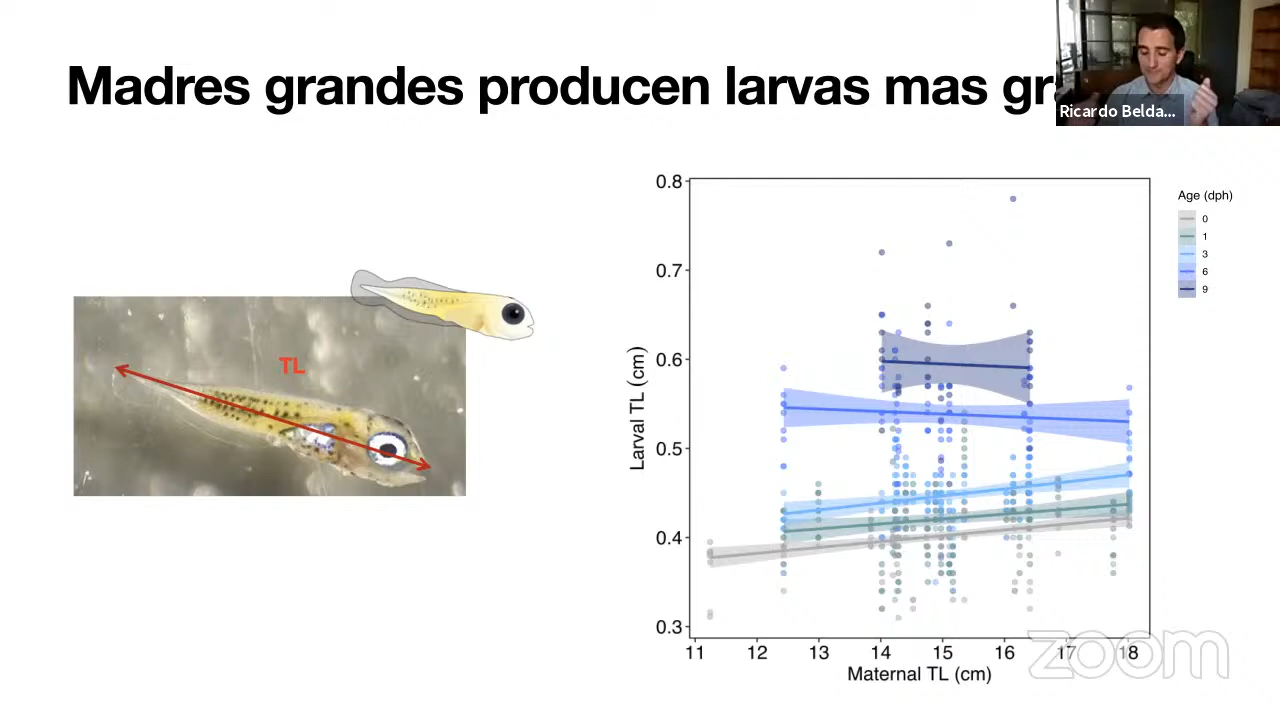 Madres grandes producen larvas mas
Ricardo Belda...
TL
Larval TL (cm)
0.8
0.7
0.6
0.5
0.4
0.3
11 12 13 14 15 16 17 18
Maternal TL (cm)
Age (dph)
0
1
3
6
9
zoom